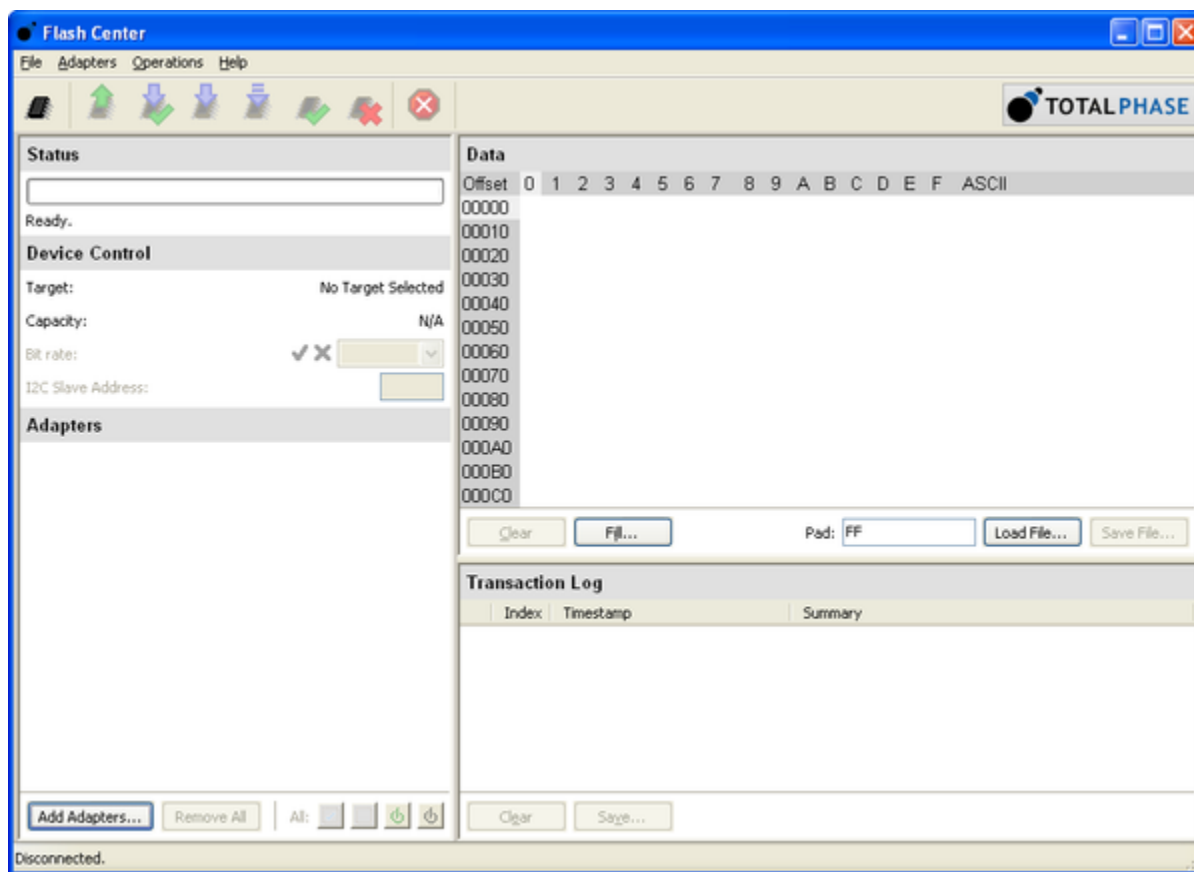 Flash Center
File Adapters Operations Help
TOTALPHASE
Status
Ready.
Device Control
Target: No Target Selected
Capacity: N/A
Bit rate:
I2C Slave Address:
Adapters
Add Adapters... Remove All All:
Data
Offset 0 1 2 3 4 5 6 7 8 9 A B C D E F ASCII
00000
00010
00020
00030
00040
00050
00060
00070
00080
00090
000A0
000B0
000C0
Clear Fill... Pad: FF Load File... Save File...
Transaction Log
Index Timestamp Summary
Clear Save...
Disconnected.